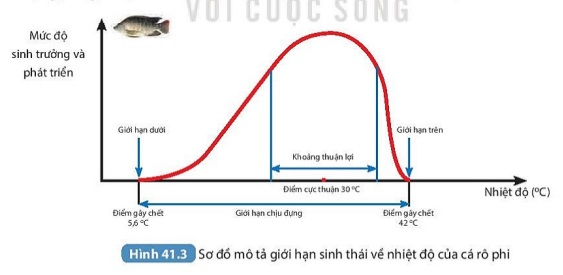 VỚI CUỘC SỐNG
Mức độ
sinh trưởng và
phát triển
Giới hạn dưới
Giới hạn trên
Khoảng thuận lợi
Điểm cực thuận 30 °C
Nhiệt độ (°C)
Điểm gây chết
5,6 °C
Giới hạn chịu đựng
Điểm gây chết
42 °C
Hình 41.3 Sơ đồ mô tả giới hạn sinh thái về nhiệt độ của cá rô phi